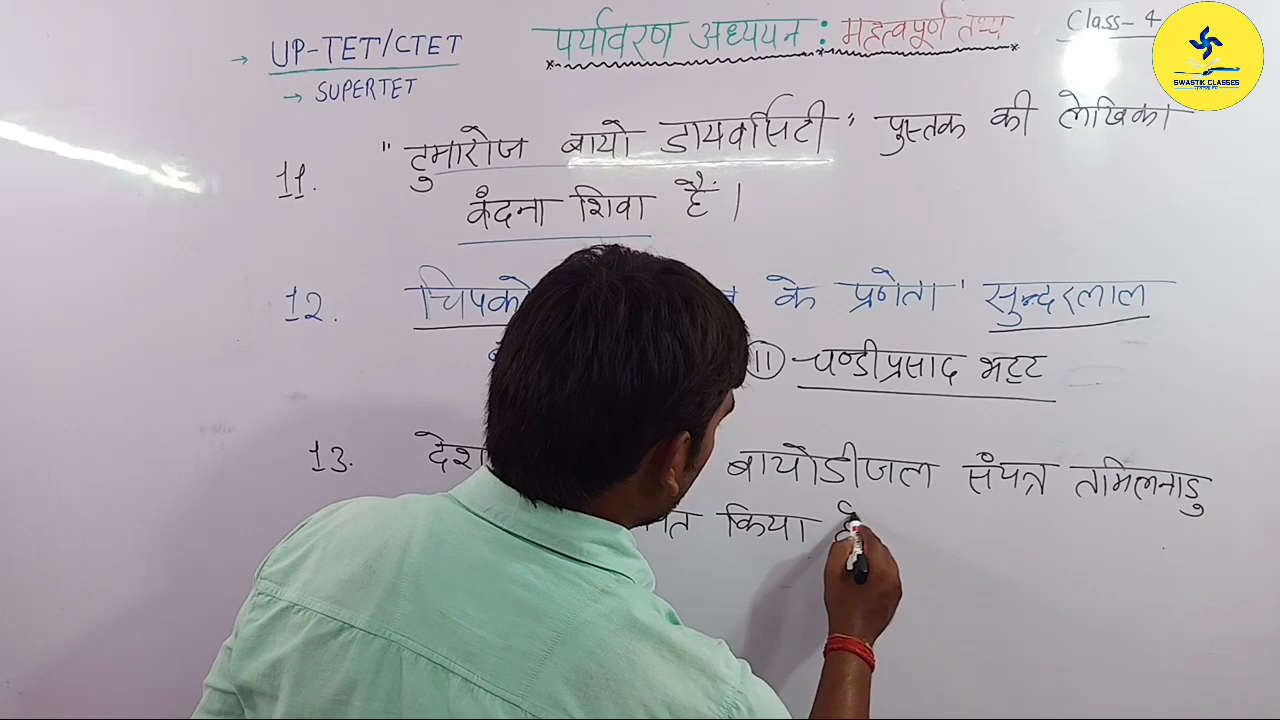 → UP-TET/CTET
→ SUPERTET
पर्यावरण अध्ययन : महत्वपूर्ण तथ्य
Class- 4
SWASTIK CLASSES
11. "टुमारोज बायो डायवर्सिटी" पुस्तक की लेखिका
वंदना शिवा हैं।
12. चिपको के प्रणेता सुन्दरलाल
(II) चण्डीप्रसाद भट्ट
13. देश बायोडीजल संयत्र तमिलनाडु
किया